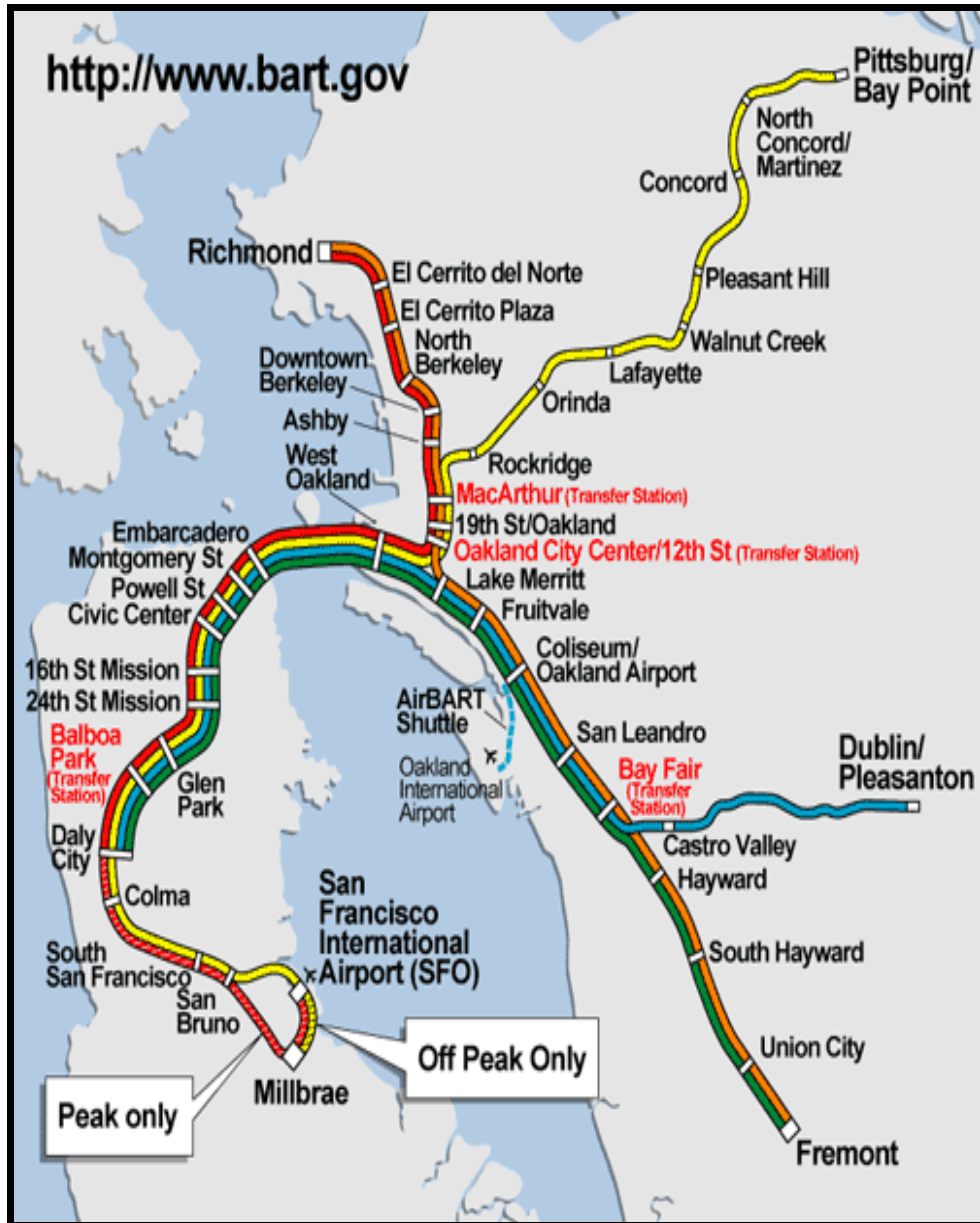 http://www.bart.gov
Pittsburg/
Bay Point
North
Concord/
Martinez
Concord
Richmond
El Cerrito del Norte
Pleasant Hill
El Cerrito Plaza
North
Berkeley
Walnut Creek
Downtown
Berkeley
Lafayette
Orinda
Ashby
West
Oakland
Rockridge
MacArthur (Transfer Station)
19th St/Oakland
Embarcadero
Oakland City Center/12th St (Transfer Station)
Montgomery St
Lake Merritt
Powell St
Fruitvale
Civic Center
Coliseum/
Oakland Airport
16th St Mission
24th St Mission
AirBART
Shuttle
San Leandro
Balboa
Park
(Transfer
Station)
Oakland
International
Airport
Bay Fair
(Transfer
Station)
Dublin/
Pleasanton
Glen
Park
Daly
City
Castro Valley
Hayward
Colma
San
Francisco
International
Airport (SFO)
South
San Francisco
South Hayward
San
Bruno
Union City
Off Peak Only
Millbrae
Peak only
Fremont